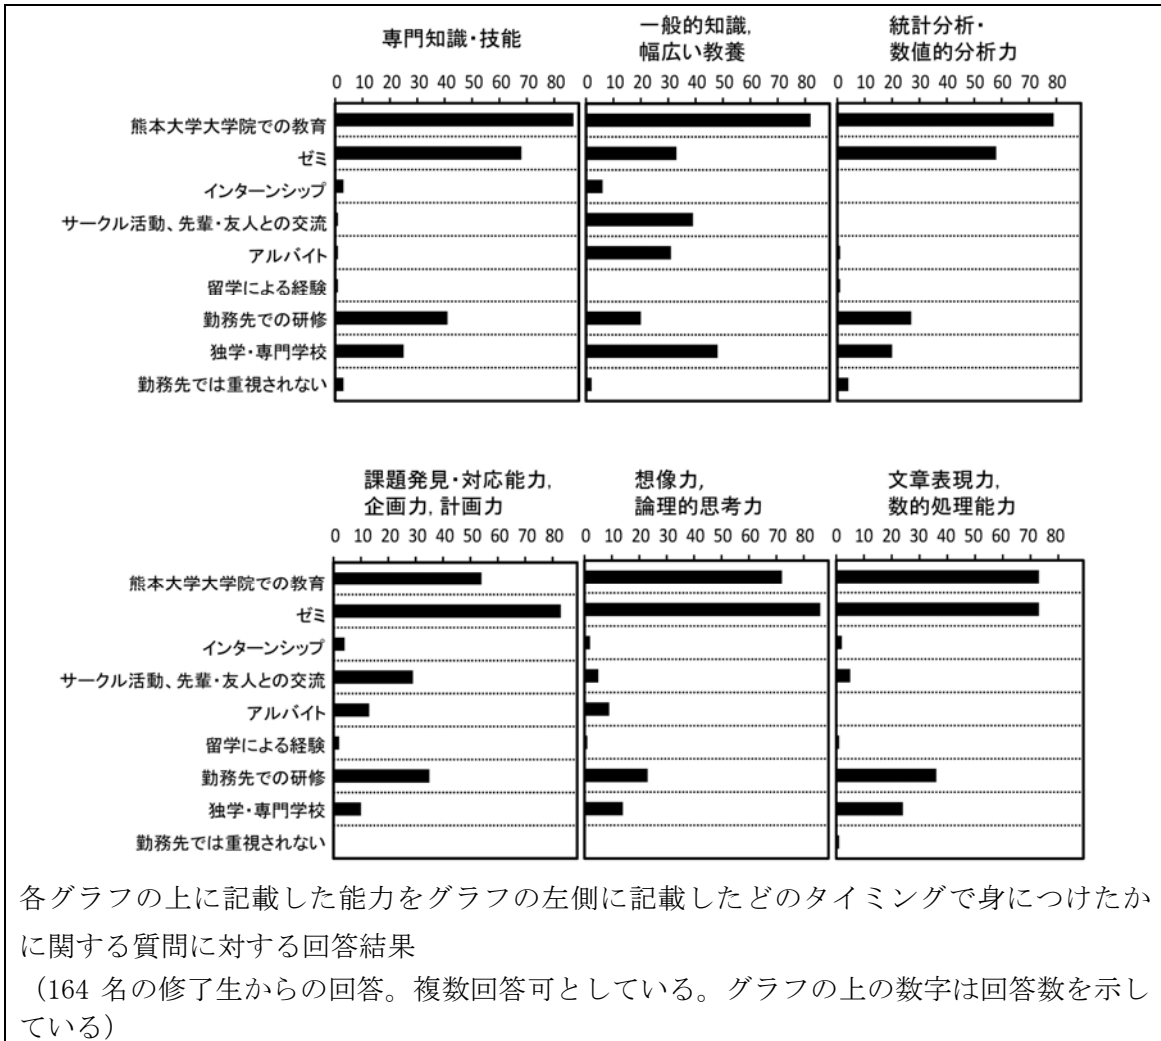 専門知識・技能
一般的知識,
幅広い教養
統計分析・
数値的分析力
0 10 20 30 40 50 60 70 80
0 10 20 30 40 50 60 70 80
0 10 20 30 40 50 60 70 80
熊本大学大学院での教育
ゼミ
インターンシップ
サークル活動、先輩・友人との交流
アルバイト
留学による経験
勤務先での研修
独学・専門学校
勤務先では重視されない
課題発見・対応能力,
企画力, 計画力
想像力,
論理的思考力
文章表現力,
数的処理能力
0 10 20 30 40 50 60 70 80
0 10 20 30 40 50 60 70 80
0 10 20 30 40 50 60 70 80
熊本大学大学院での教育
ゼミ
インターンシップ
サークル活動、先輩・友人との交流
アルバイト
留学による経験
勤務先での研修
独学・専門学校
勤務先では重視されない
各グラフの上に記載した能力をグラフの左側に記載したどのタイミングで身につけたか
に関する質問に対する回答結果
（164 名の修了生からの回答。複数回答可としている。グラフの上の数字は回答数を示し
ている）